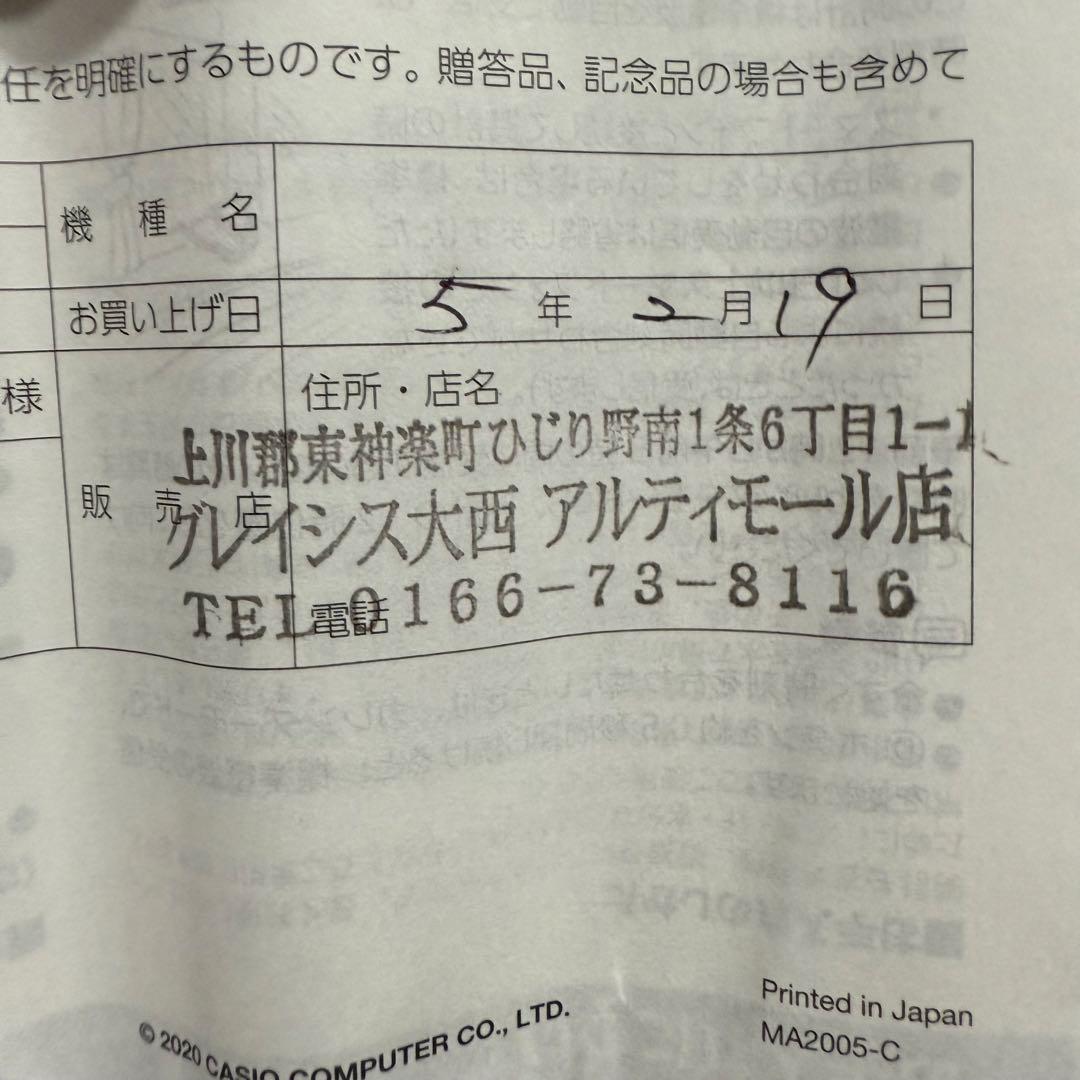 任を明確にするものです。贈答品、記念品の場合も含めて
機種名
お買い上げ日 5年2月19日
様
販売店
住所・店名
上川郡東神楽町ひじり野南1条6丁目1-1
グレイシス大西 アルティモール店
電話
TEL 0166-73-8116
© 2020 CASIO COMPUTER CO., LTD.
Printed in Japan
MA2005-C